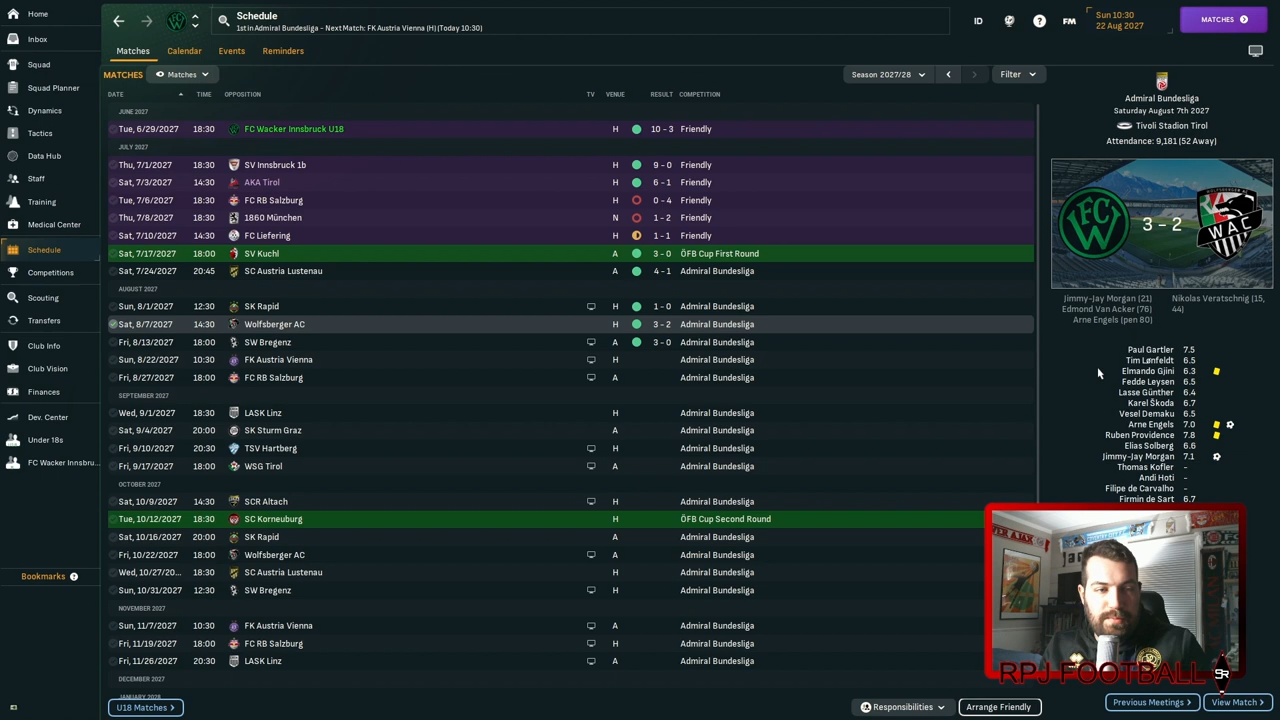 Home
Inbox
Squad
Squad Planner
Dynamics
Tactics
Data Hub
Staff
Training
Medical Center
Schedule
Competitions
Scouting
Transfers
Club Info
Club Vision
Finances
Dev. Center
Under 18s
FC Wacker Innsbru...
Bookmarks ?
Schedule
1st in Admiral Bundesliga - Next Match: FK Austria Vienna (H) (Today 10:30)
ID ? FM
Sun 10:30
22 Aug 2027
MATCHES
Matches Calendar Events Reminders
MATCHES Matches Season 2027/28 Filter
DATE TIME OPPOSITION TV VENUE RESULT COMPETITION
JUNE 2027
Tue, 6/29/2027 18:30 FC Wacker Innsbruck U18 H 10 - 3 Friendly
JULY 2027
Thu, 7/1/2027 18:30 SV Innsbruck 1b H 9 - 0 Friendly
Sat, 7/3/2027 14:30 AKA Tirol H 6 - 1 Friendly
Tue, 7/6/2027 18:30 FC RB Salzburg H 0 - 4 Friendly
Thu, 7/8/2027 18:30 1860 München N 1 - 2 Friendly
Sat, 7/10/2027 14:30 FC Liefering H 1 - 1 Friendly
Sat, 7/17/2027 18:00 SV Kuchl A 3 - 0 ÖFB Cup First Round
Sat, 7/24/2027 20:45 SC Austria Lustenau A 4 - 1 Admiral Bundesliga
AUGUST 2027
Sun, 8/1/2027 12:30 SK Rapid H 1 - 0 Admiral Bundesliga
Sat, 8/7/2027 14:30 Wolfsberger AC H 3 - 2 Admiral Bundesliga
Fri, 8/13/2027 18:00 SW Bregenz A 3 - 0 Admiral Bundesliga
Sun, 8/22/2027 10:30 FK Austria Vienna H Admiral Bundesliga
Fri, 8/27/2027 18:00 FC RB Salzburg A Admiral Bundesliga
SEPTEMBER 2027
Wed, 9/1/2027 18:30 LASK Linz H Admiral Bundesliga
Sat, 9/4/2027 20:00 SK Sturm Graz A Admiral Bundesliga
Fri, 9/10/2027 20:30 TSV Hartberg H Admiral Bundesliga
Fri, 9/17/2027 18:00 WSG Tirol A Admiral Bundesliga
OCTOBER 2027
Sat, 10/9/2027 14:30 SCR Altach H Admiral Bundesliga
Tue, 10/12/2027 18:30 SC Korneuburg H ÖFB Cup Second Round
Sat, 10/16/2027 20:00 SK Rapid A Admiral Bundesliga
Fri, 10/22/2027 18:00 Wolfsberger AC A Admiral Bundesliga
Wed, 10/27/20... 18:30 SC Austria Lustenau H Admiral Bundesliga
Sun, 10/31/2027 12:30 SW Bregenz H Admiral Bundesliga
NOVEMBER 2027
Sun, 11/7/2027 10:30 FK Austria Vienna A Admiral Bundesliga
Fri, 11/19/2027 18:00 FC RB Salzburg H Admiral Bundesliga
Fri, 11/26/2027 20:30 LASK Linz A Admiral Bundesliga
DECEMBER 2027
JANUARY 2028
U18 Matches Responsibilities Arrange Friendly
Admiral Bundesliga
Saturday August 7th 2027
Tivoli Stadion Tirol
Attendance: 9,181 (52 Away)
3 - 2
WAC
Jimmy-Jay Morgan (21)
Edmond Van Acker (76)
Arne Engels (pen 80)
Nikolas Veratschnig (15,
44)
Paul Gartler 7.5
Tim Lønfeldt 6.5
Elmando Gjini 6.3
Fedde Leysen 6.5
Lasse Günther 6.4
Karel Škoda 6.7
Vesel Demaku 6.5
Arne Engels 7.0
Ruben Providence 7.8
Elias Solberg 6.6
Jimmy-Jay Morgan 7.1
Thomas Kofler -
Andi Hoti -
Filipe de Carvalho -
Firmin de Sart 6.7
RPJ FOOTBALL
SR
Previous Meetings View Match